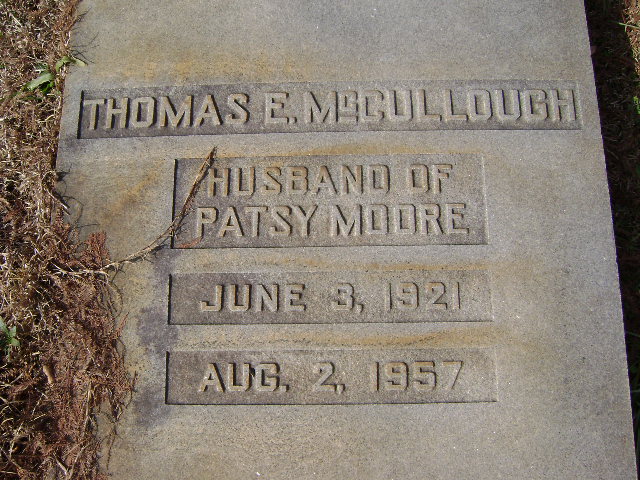 THOMAS E. McCULLOUGH
HUSBAND OF
PATSY MOORE
JUNE 3, 1921
AUG. 2, 1957